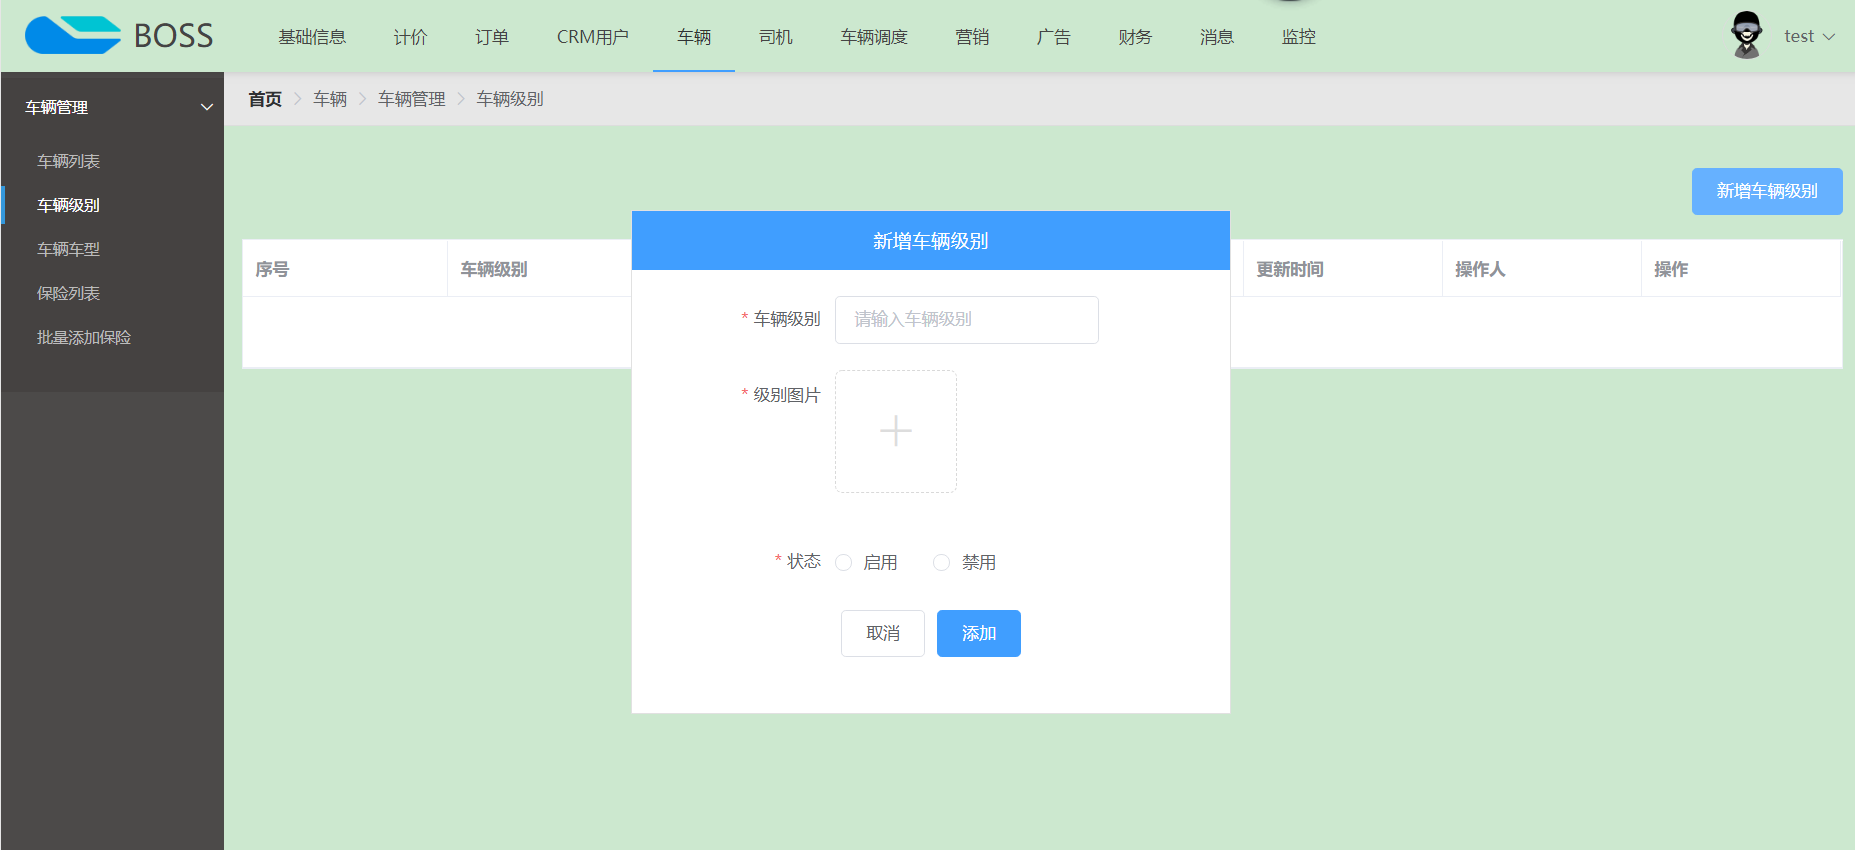 BOSS 基础信息 计价 订单 CRM用户 车辆 司机 车辆调度 营销 广告 财务 消息 监控 test
车辆管理
车辆列表
车辆级别
车辆车型
保险列表
批量添加保险
首页 车辆 车辆管理 车辆级别
新增车辆级别
序号 车辆级别 更新时间 操作人 操作
新增车辆级别
* 车辆级别 请输入车辆级别
* 级别图片
* 状态 启用 禁用
取消 添加